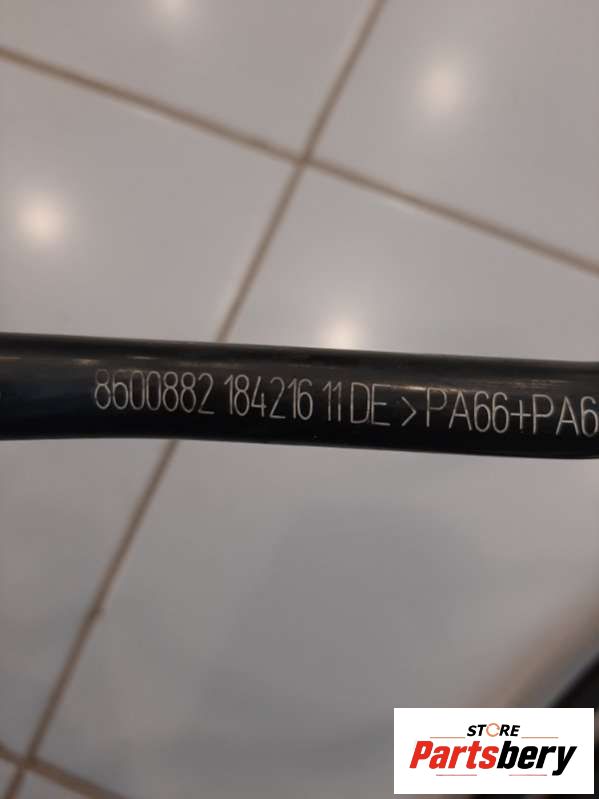 8600882 184216 11 DE >PA66+PA6
STORE
Partsbery